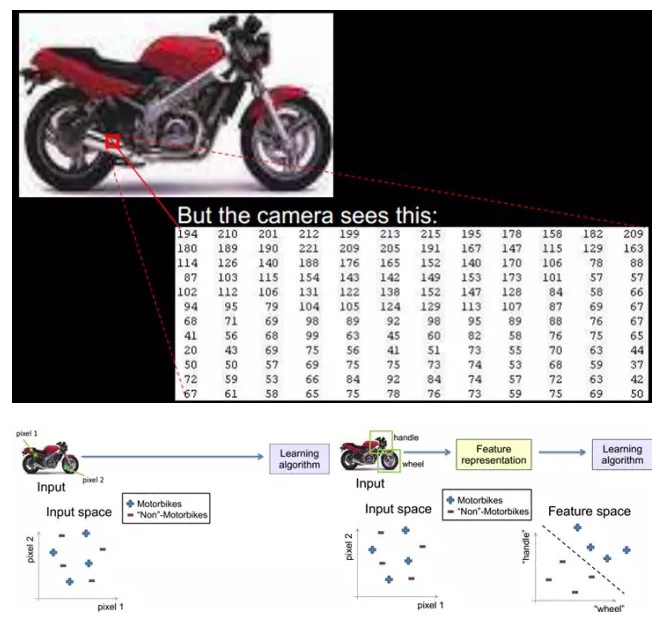 But the camera sees this:
194 210 201 212 199 213 215 195 178 158 182 209
180 189 190 221 209 205 191 167 147 115 129 163
114 126 140 188 176 165 152 140 170 106 78 88
87 103 115 154 143 142 149 153 173 101 57 57
102 112 106 131 122 138 152 147 128 84 58 66
94 95 79 104 105 124 129 113 107 87 69 67
68 71 69 98 89 92 98 95 89 88 76 67
41 56 68 99 63 45 60 82 58 76 75 65
20 43 69 75 56 41 51 73 55 70 63 44
50 50 57 69 75 75 73 74 53 68 59 37
72 59 53 66 84 92 84 74 57 72 63 42
67 61 58 65 75 78 76 73 59 75 69 50
pixel 1
pixel 2
Input
Learning
algorithm
Input space
Motorbikes
"Non"-Motorbikes
pixel 2
pixel 1
handle
wheel
Input
Feature
representation
Learning
algorithm
Input space
Motorbikes
"Non"-Motorbikes
Feature space
pixel 2
pixel 1
"handle"
"wheel"